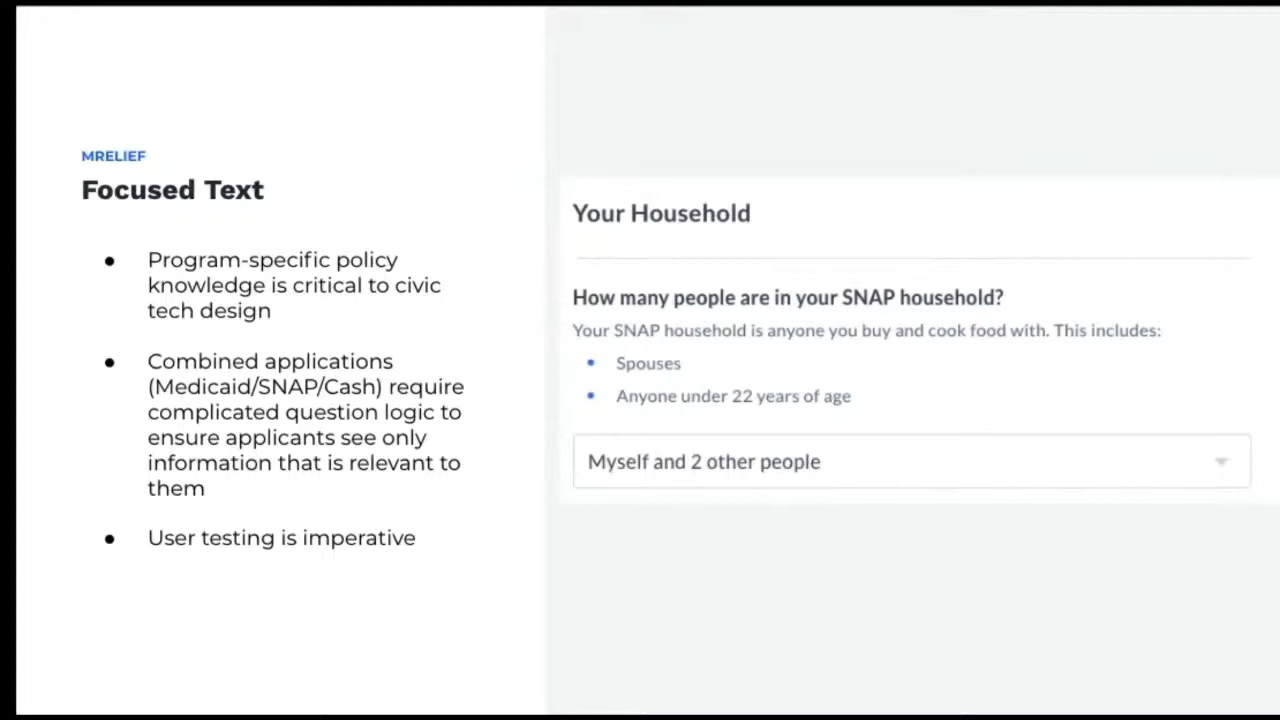 MRELIEF
Focused Text
● Program-specific policy
knowledge is critical to civic
tech design
● Combined applications
(Medicaid/SNAP/Cash) require
complicated question logic to
ensure applicants see only
information that is relevant to
them
● User testing is imperative
Your Household
How many people are in your SNAP household?
Your SNAP household is anyone you buy and cook food with. This includes:
• Spouses
• Anyone under 22 years of age
Myself and 2 other people